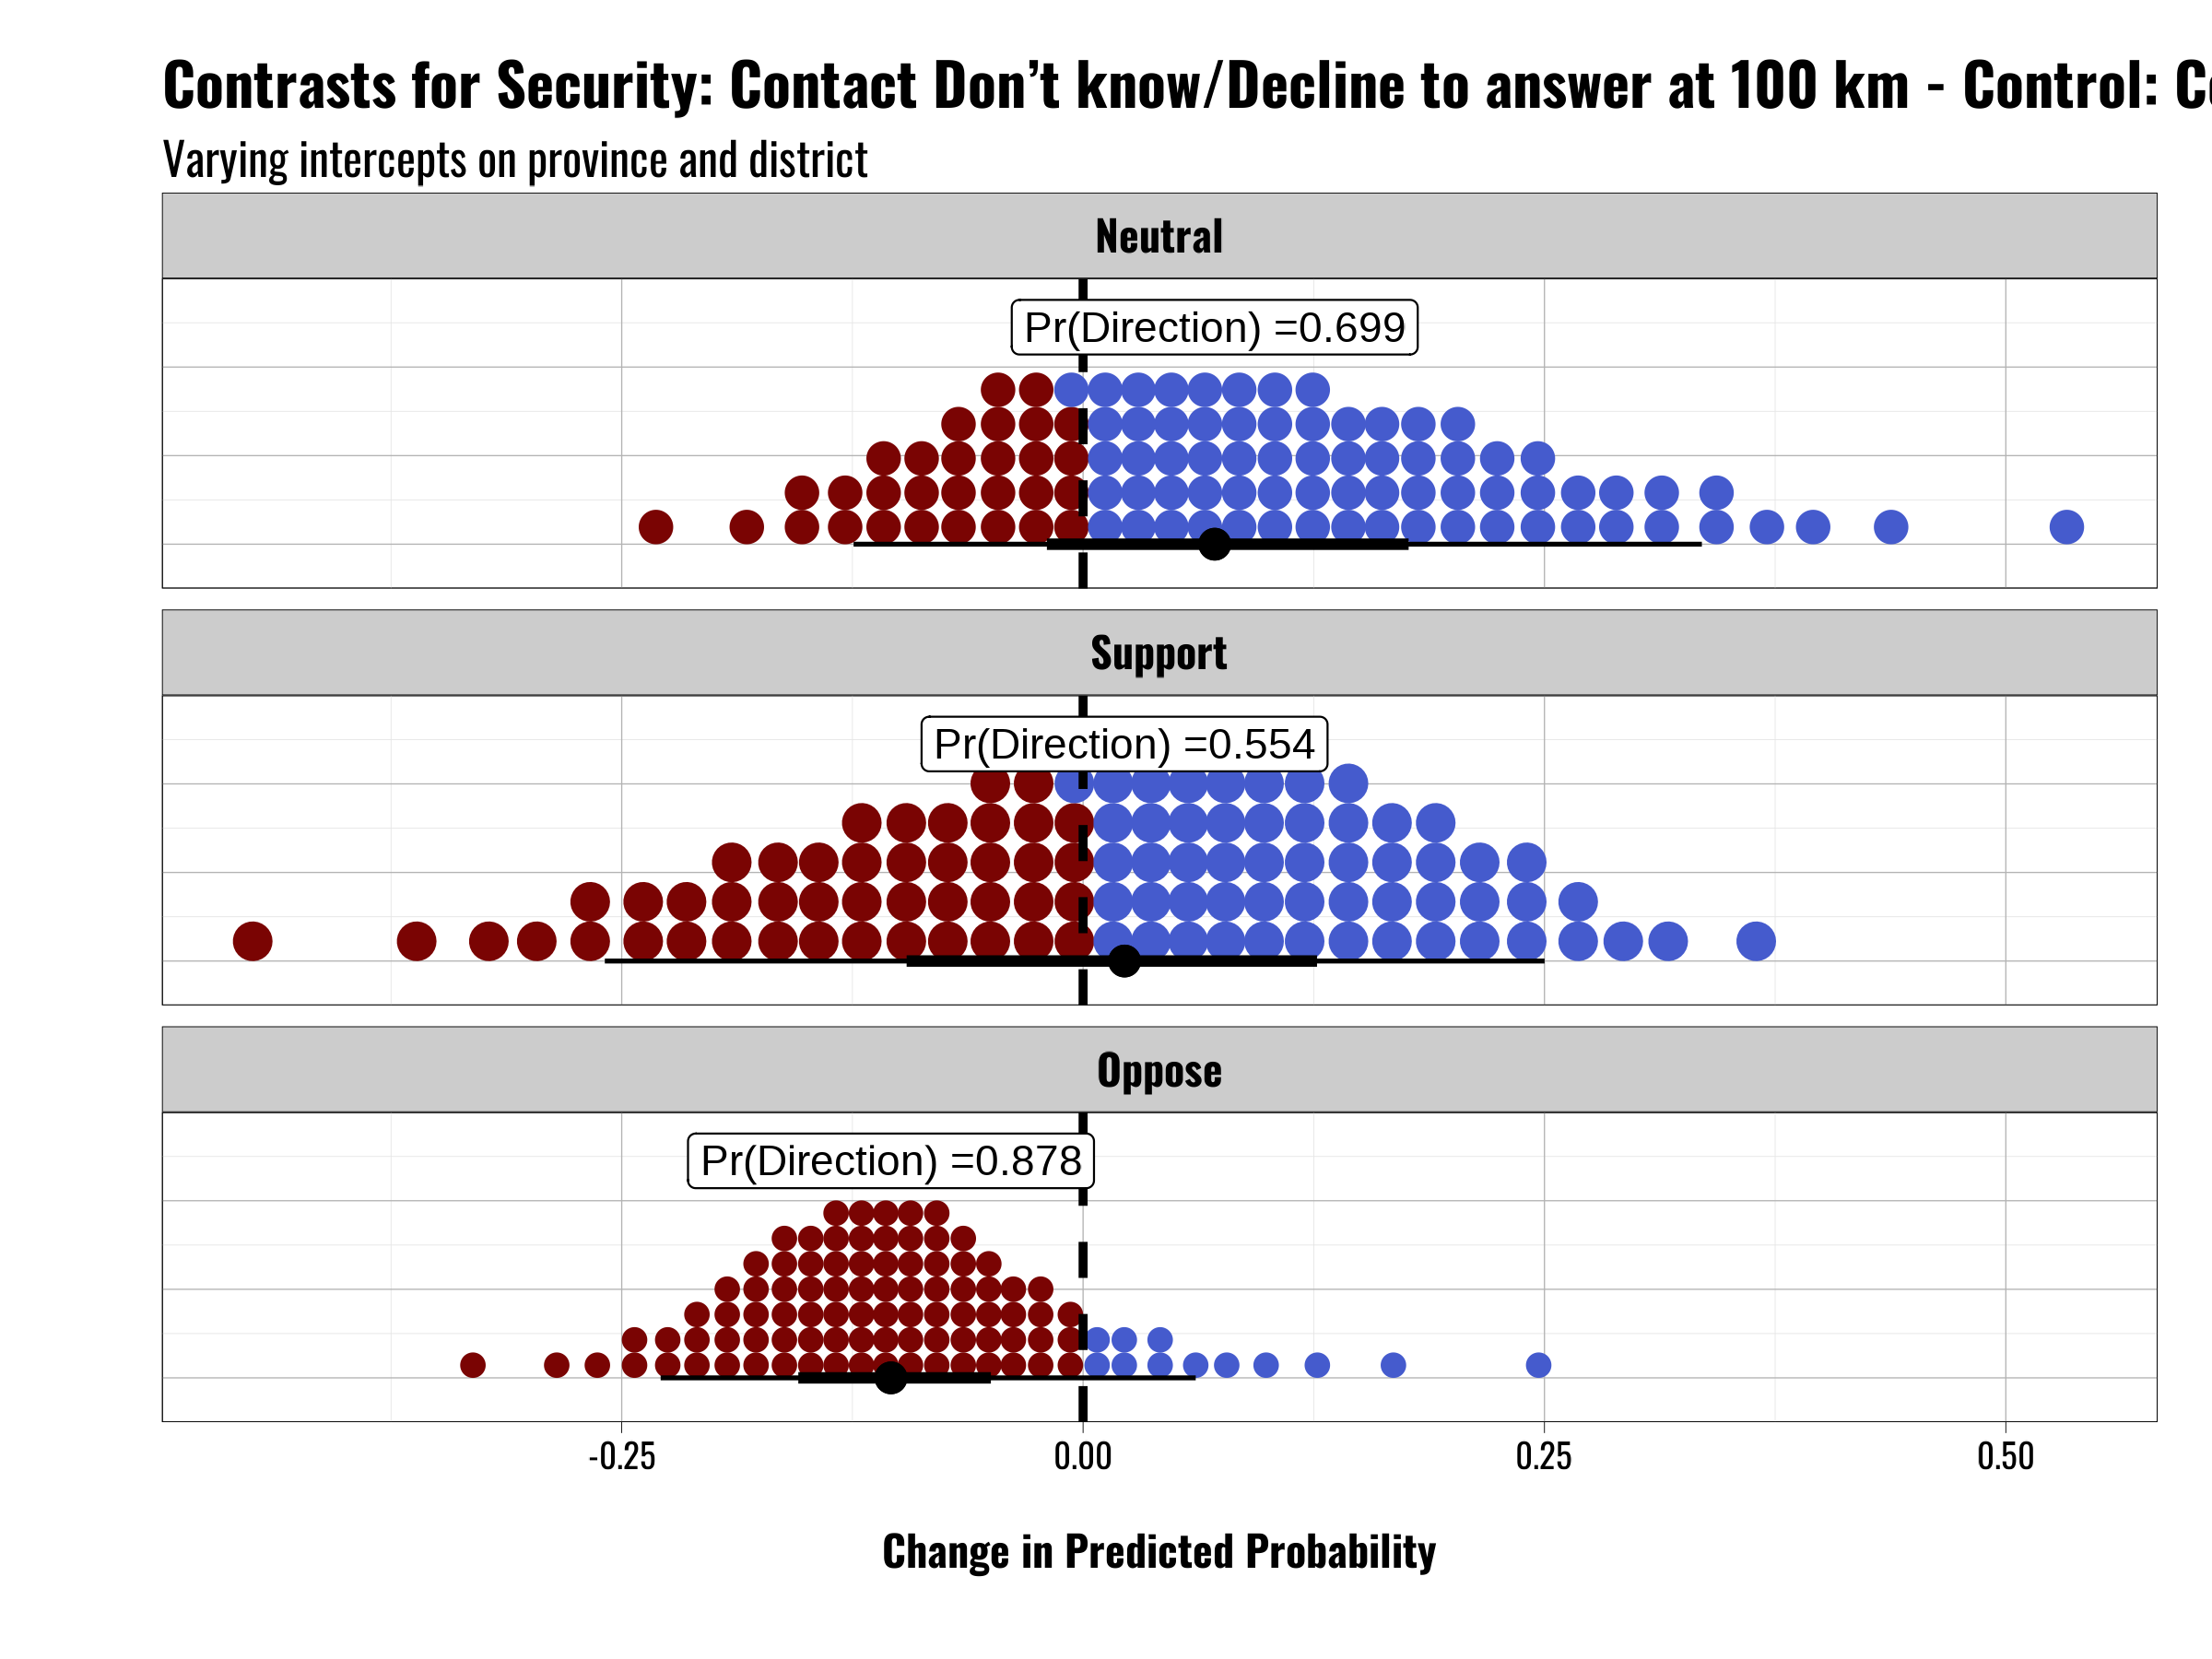 Contrasts for Security: Contact Don’t know/Decline to answer at 100 km - Control: C
Varying intercepts on province and district
Neutral
Pr(Direction) =0.699
Support
Pr(Direction) =0.554
Oppose
Pr(Direction) =0.878
-0.25 0.00 0.25 0.50
Change in Predicted Probability